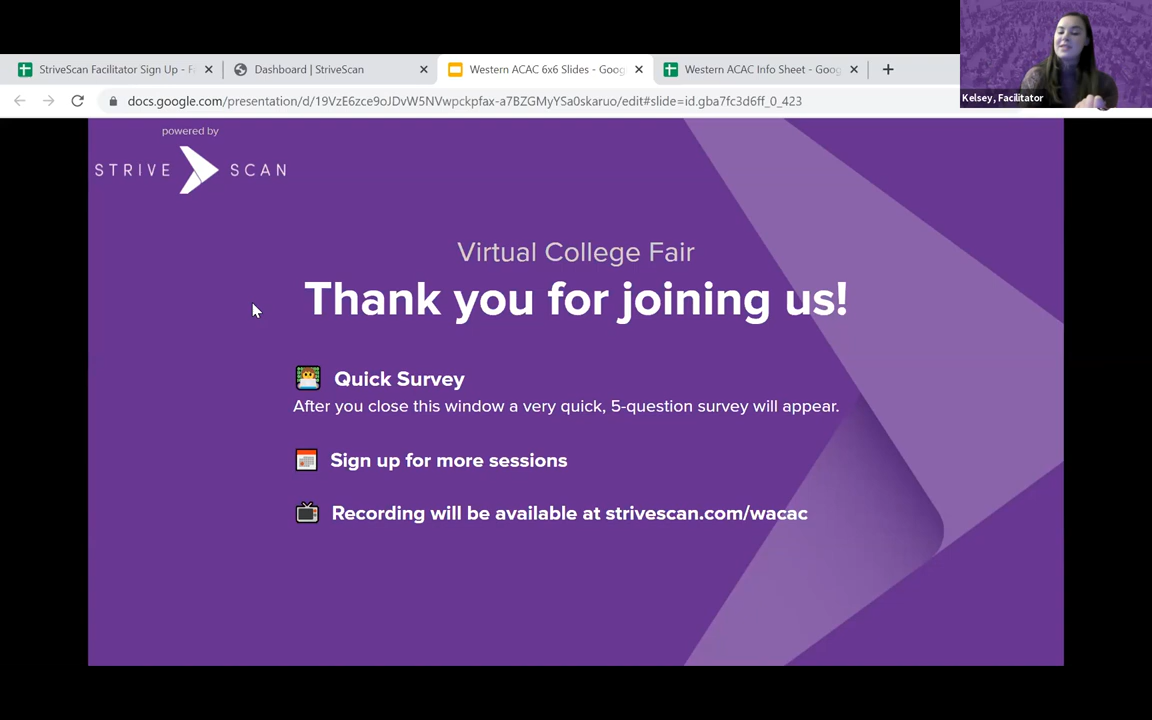 StriveScan Facilitator Sign Up - F
Dashboard | StriveScan
Western ACAC 6x6 Slides - Goog
Western ACAC Info Sheet - Goog
docs.google.com/presentation/d/19VzE6zce9oJDvW5NVwpckpfax-a7BZGMyYSa0skaruo/edit#slide=id.gba7fc3d6ff_0_423
Kelsey, Facilitator
powered by
STRIVE SCAN
Virtual College Fair
Thank you for joining us!
Quick Survey
After you close this window a very quick, 5-question survey will appear.
Sign up for more sessions
Recording will be available at strivescan.com/wacac